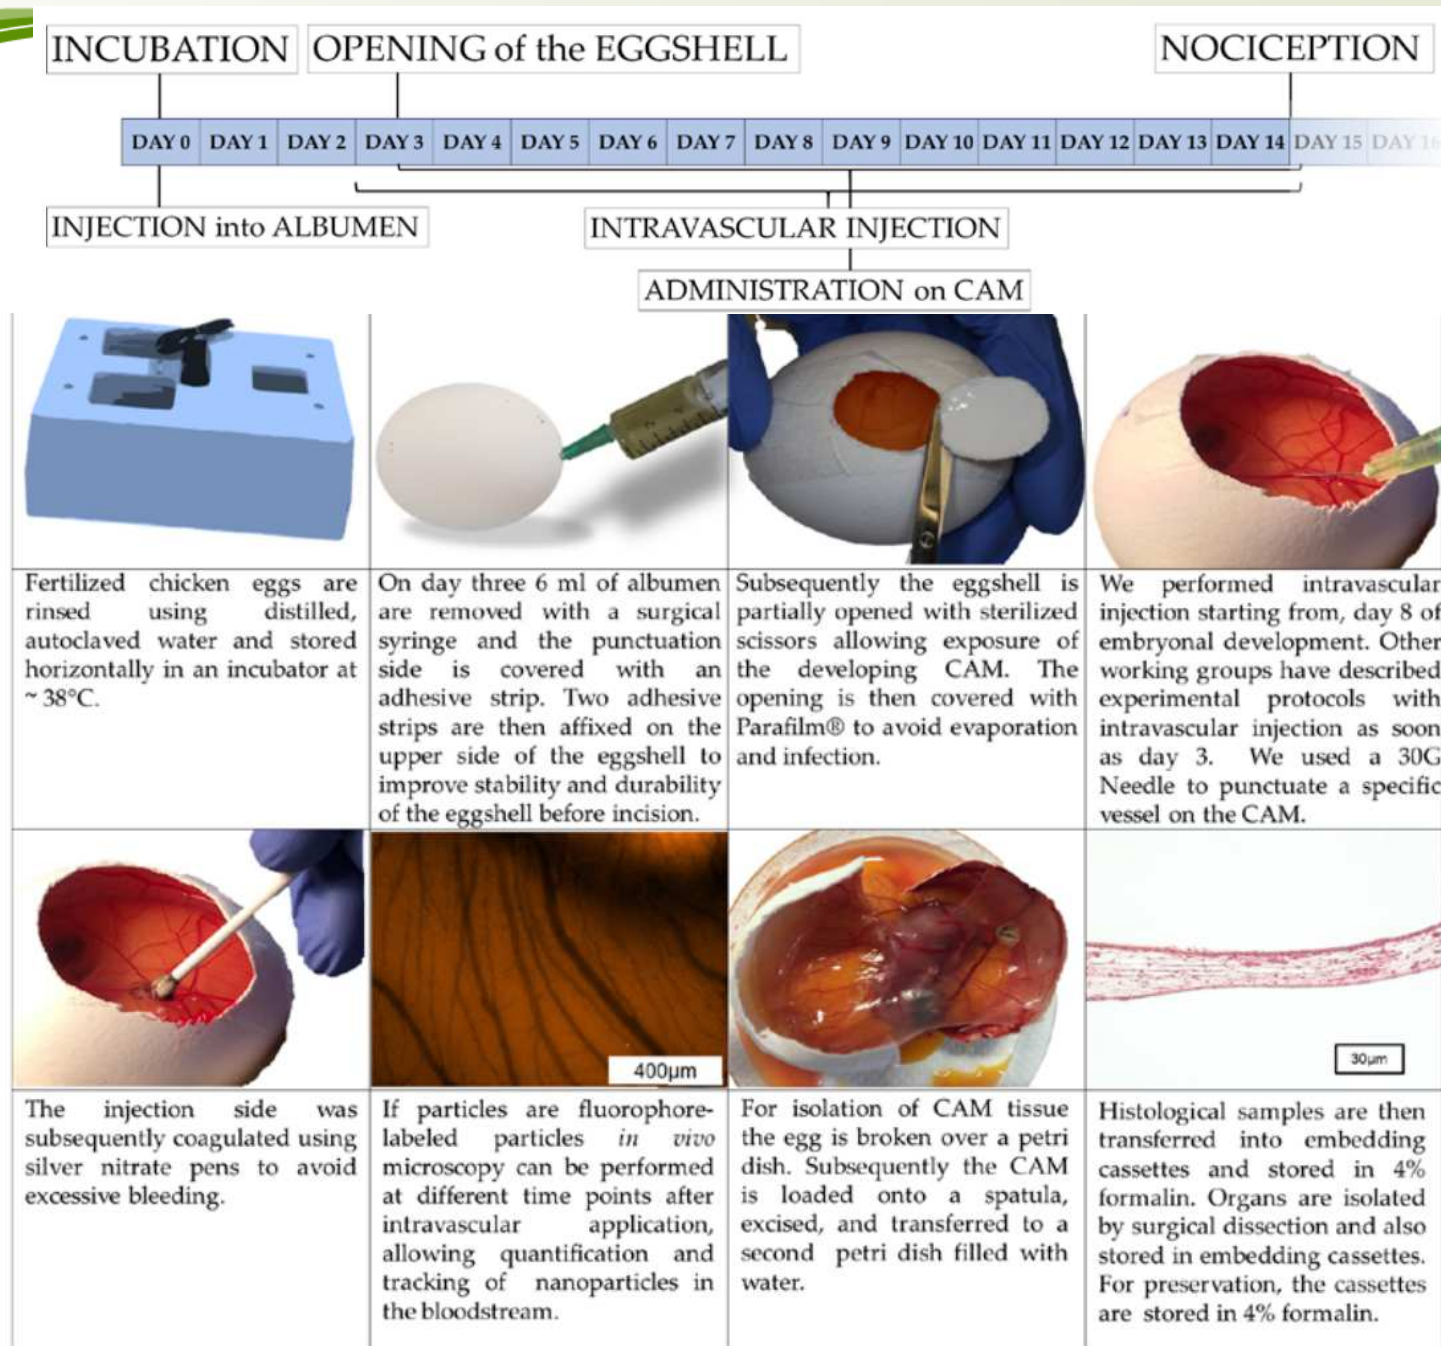 INCUBATION
OPENING of the EGGSHELL
NOCICEPTION
DAY 0 DAY 1 DAY 2 DAY 3 DAY 4 DAY 5 DAY 6 DAY 7 DAY 8 DAY 9 DAY 10 DAY 11 DAY 12 DAY 13 DAY 14 DAY 15 DAY 16
INJECTION into ALBUMEN
INTRAVASCULAR INJECTION
ADMINISTRATION on CAM
Fertilized chicken eggs are
rinsed using distilled,
autoclaved water and stored
horizontally in an incubator at
~ 38°C.
On day three 6 ml of albumen
are removed with a surgical
syringe and the punctuation
side is covered with an
adhesive strip. Two adhesive
strips are then affixed on the
upper side of the eggshell to
improve stability and durability
of the eggshell before incision.
Subsequently the eggshell is
partially opened with sterilized
scissors allowing exposure of
the developing CAM. The
opening is then covered with
Parafilm® to avoid evaporation
and infection.
We performed intravascular
injection starting from, day 8 of
embryonal development. Other
working groups have described
experimental protocols with
intravascular injection as soon
as day 3. We used a 30G
Needle to punctuate a specific
vessel on the CAM.
400µm
30µm
The injection side was
subsequently coagulated using
silver nitrate pens to avoid
excessive bleeding.
If particles are fluorophore-
labeled particles in vivo
microscopy can be performed
at different time points after
intravascular application,
allowing quantification and
tracking of nanoparticles in
the bloodstream.
For isolation of CAM tissue
the egg is broken over a petri
dish. Subsequently the CAM
is loaded onto a spatula,
excised, and transferred to a
second petri dish filled with
water.
Histological samples are then
transferred into embedding
cassettes and stored in 4%
formalin. Organs are isolated
by surgical dissection and also
stored in embedding cassettes.
For preservation, the cassettes
are stored in 4% formalin.